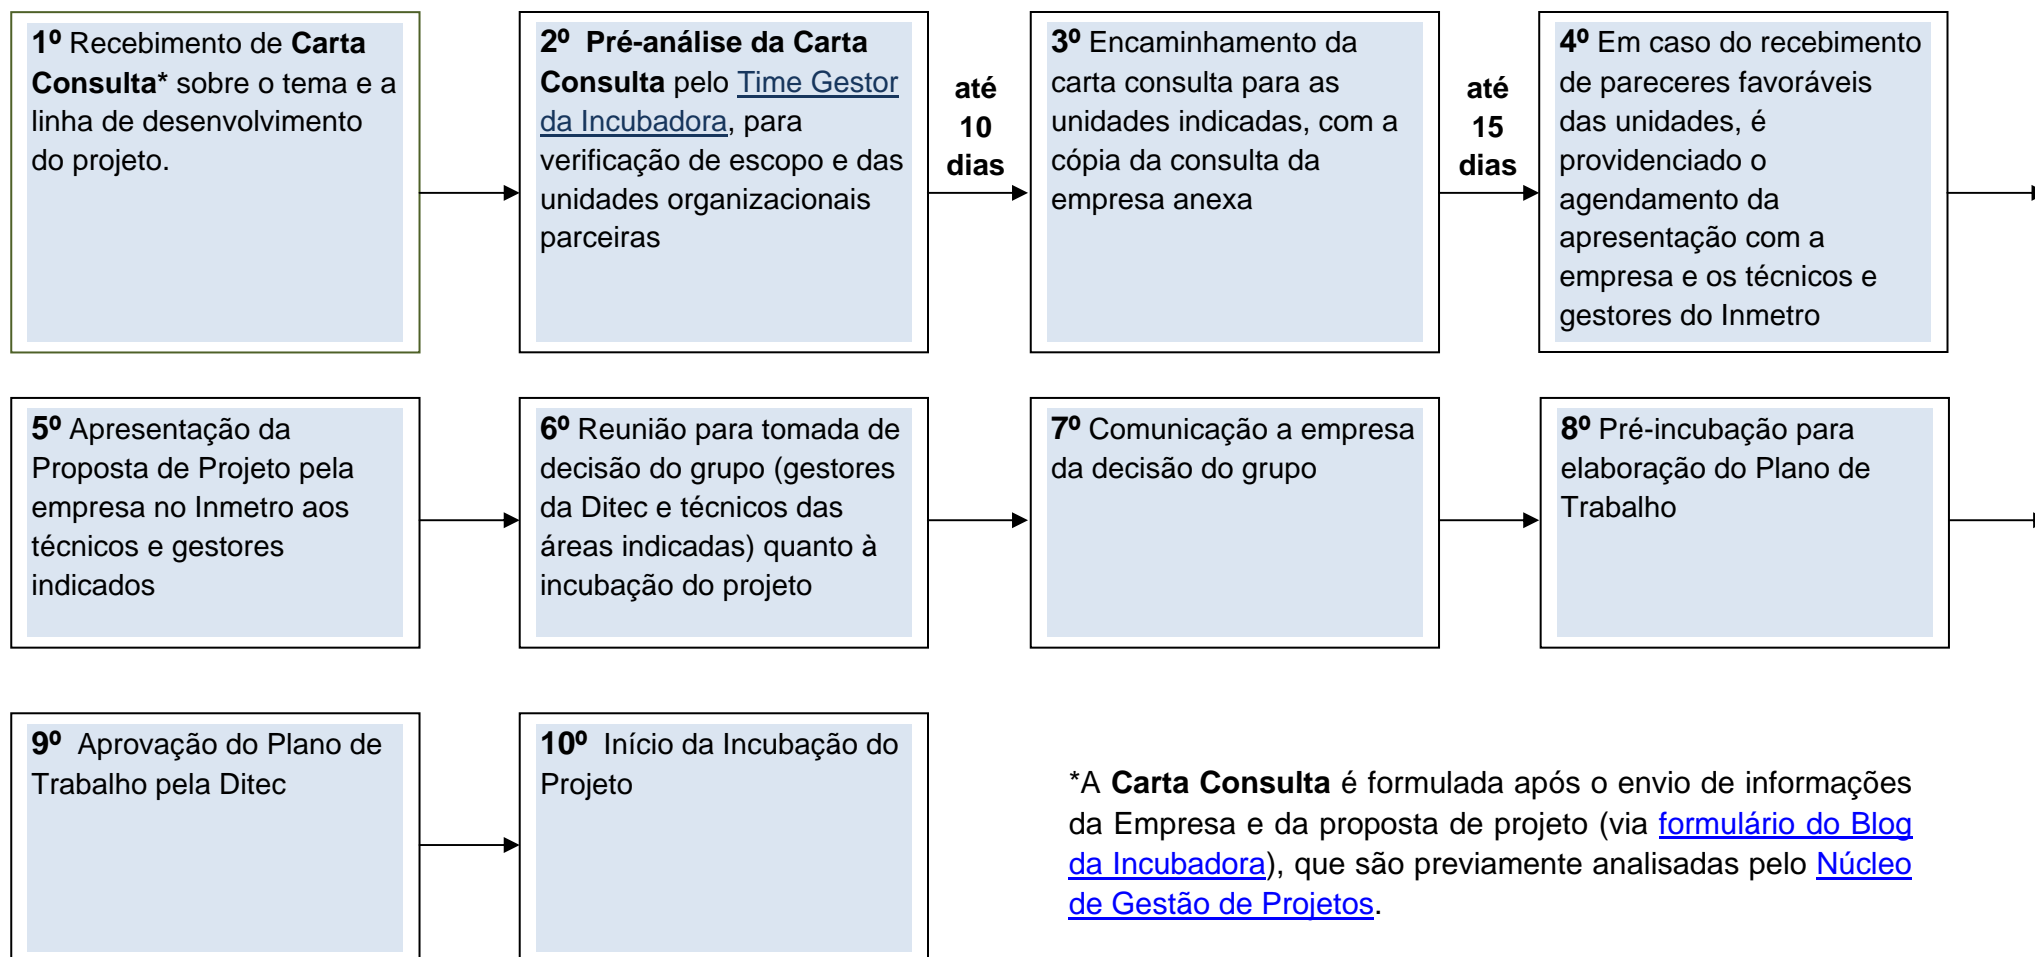 1º Recebimento de Carta
Consulta* sobre o tema e a
linha de desenvolvimento
do projeto.
2º Pré-análise da Carta
Consulta pelo Time Gestor
da Incubadora, para
verificação de escopo e das
unidades organizacionais
parceiras
até
10
dias
3º Encaminhamento da
carta consulta para as
unidades indicadas, com a
cópia da consulta da
empresa anexa
até
15
dias
4º Em caso do recebimento
de pareceres favoráveis
das unidades, é
providenciado o
agendamento da
apresentação com a
empresa e os técnicos e
gestores do Inmetro
5º Apresentação da
Proposta de Projeto pela
empresa no Inmetro aos
técnicos e gestores
indicados
6º Reunião para tomada de
decisão do grupo (gestores
da Ditec e técnicos das
áreas indicadas) quanto à
incubação do projeto
7º Comunicação a empresa
da decisão do grupo
8º Pré-incubação para
elaboração do Plano de
Trabalho
9º Aprovação do Plano de
Trabalho pela Ditec
10º Início da Incubação do
Projeto
*A Carta Consulta é formulada após o envio de informações
da Empresa e da proposta de projeto (via formulário do Blog
da Incubadora), que são previamente analisadas pelo Núcleo
de Gestão de Projetos.